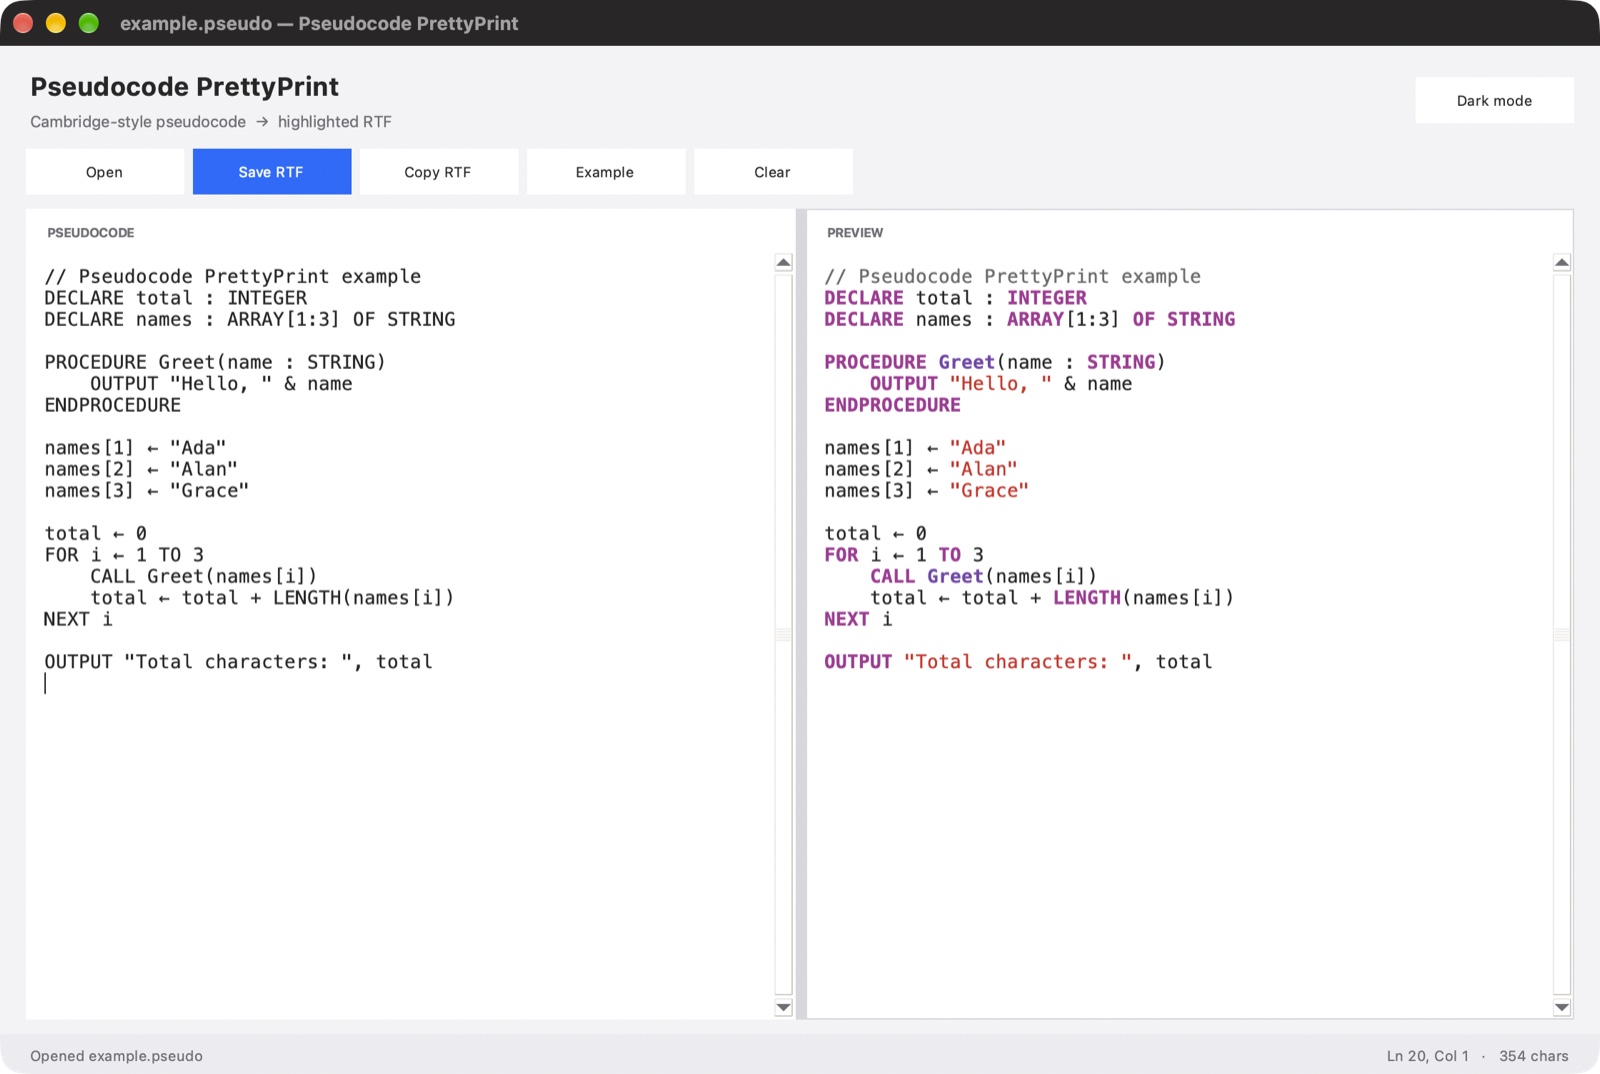 example.pseudo — Pseudocode PrettyPrint
Pseudocode PrettyPrint
Cambridge-style pseudocode → highlighted RTF
Dark mode
Open
Save RTF
Copy RTF
Example
Clear
PSEUDOCODE
// Pseudocode PrettyPrint example
DECLARE total : INTEGER
DECLARE names : ARRAY[1:3] OF STRING

PROCEDURE Greet(name : STRING)
    OUTPUT "Hello, " & name
ENDPROCEDURE

names[1] ← "Ada"
names[2] ← "Alan"
names[3] ← "Grace"

total ← 0
FOR i ← 1 TO 3
    CALL Greet(names[i])
    total ← total + LENGTH(names[i])
NEXT i

OUTPUT "Total characters: ", total
PREVIEW
// Pseudocode PrettyPrint example
DECLARE total : INTEGER
DECLARE names : ARRAY[1:3] OF STRING

PROCEDURE Greet(name : STRING)
    OUTPUT "Hello, " & name
ENDPROCEDURE

names[1] ← "Ada"
names[2] ← "Alan"
names[3] ← "Grace"

total ← 0
FOR i ← 1 TO 3
    CALL Greet(names[i])
    total ← total + LENGTH(names[i])
NEXT i

OUTPUT "Total characters: ", total
Opened example.pseudo
Ln 20, Col 1 · 354 chars